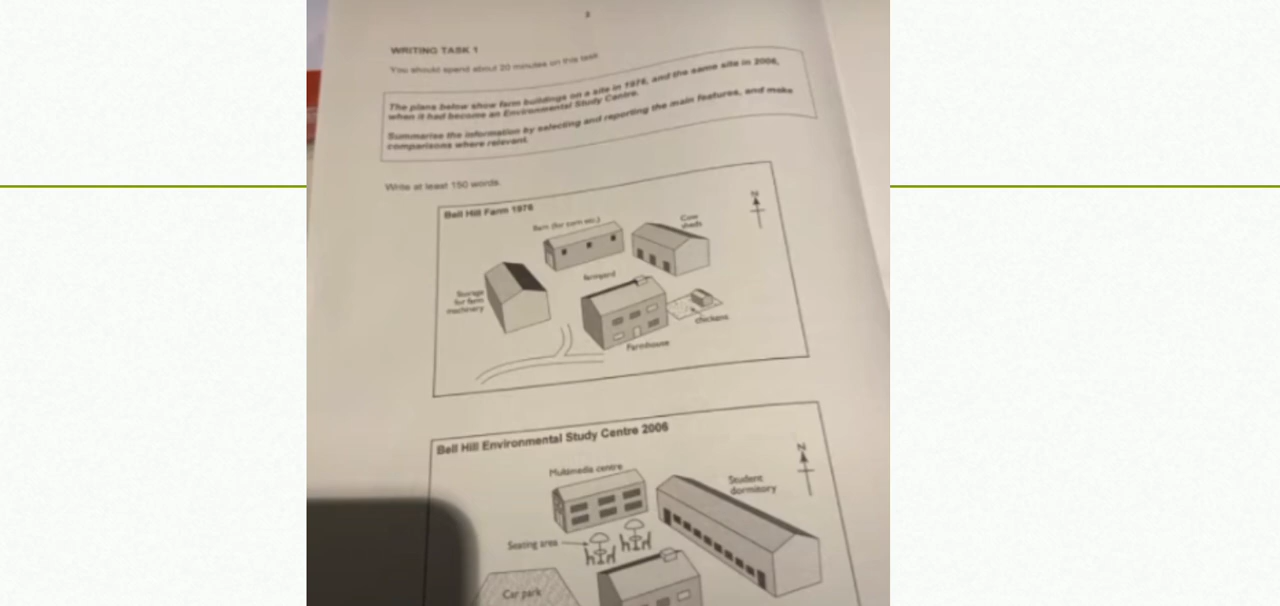 2
WRITING TASK 1
You should spend about 20 minutes on this task.
The plans below show farm buildings on a site in 1976, and the same site in 2006,
when it had become an Environmental Study Centre.
Summarise the information by selecting and reporting the main features, and make
comparisons where relevant.
Write at least 150 words.
Bell Hill Farm 1976
N
Barn (for corn etc.)
Cow
sheds
farmyard
Storage
for farm
machinery
chickens
Farmhouse
Bell Hill Environmental Study Centre 2006
N
Multimedia centre
Student
dormitory
Seating area
Car park